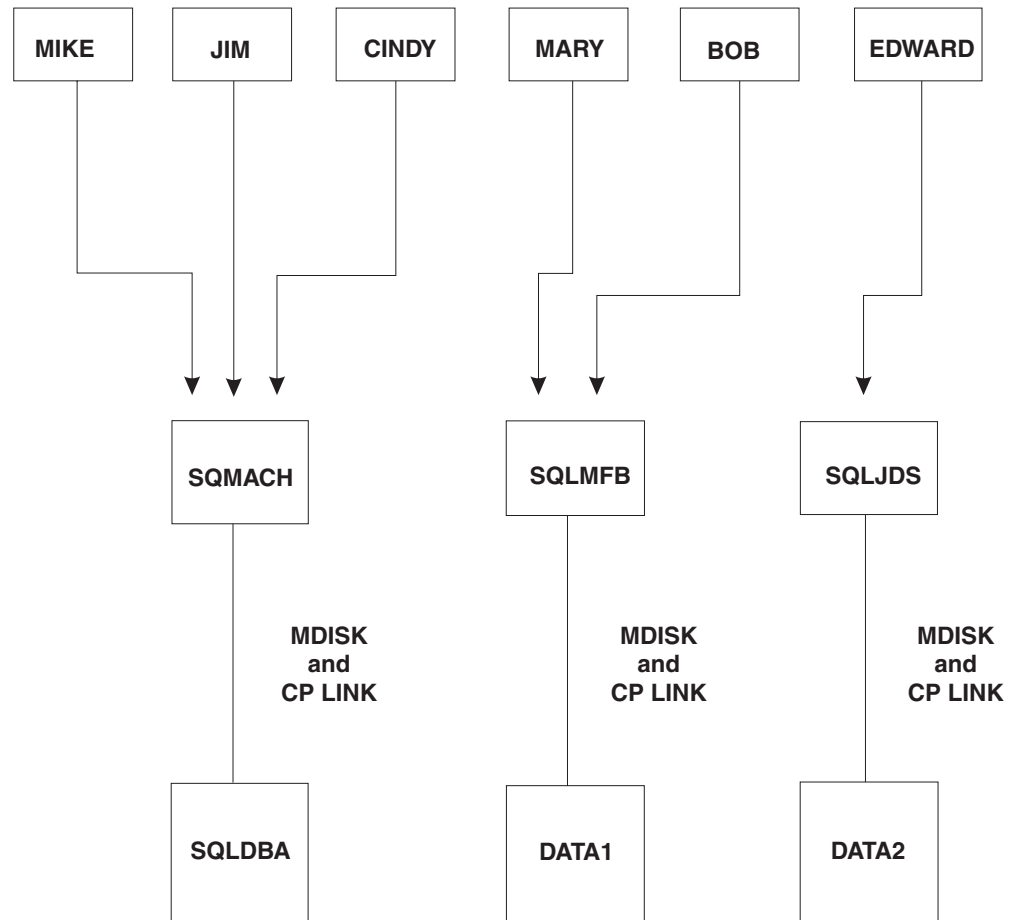 MIKE
JIM
CINDY
MARY
BOB
EDWARD
SQMACH
SQLMFB
SQLJDS
MDISK
and
CP LINK
MDISK
and
CP LINK
MDISK
and
CP LINK
SQLDBA
DATA1
DATA2